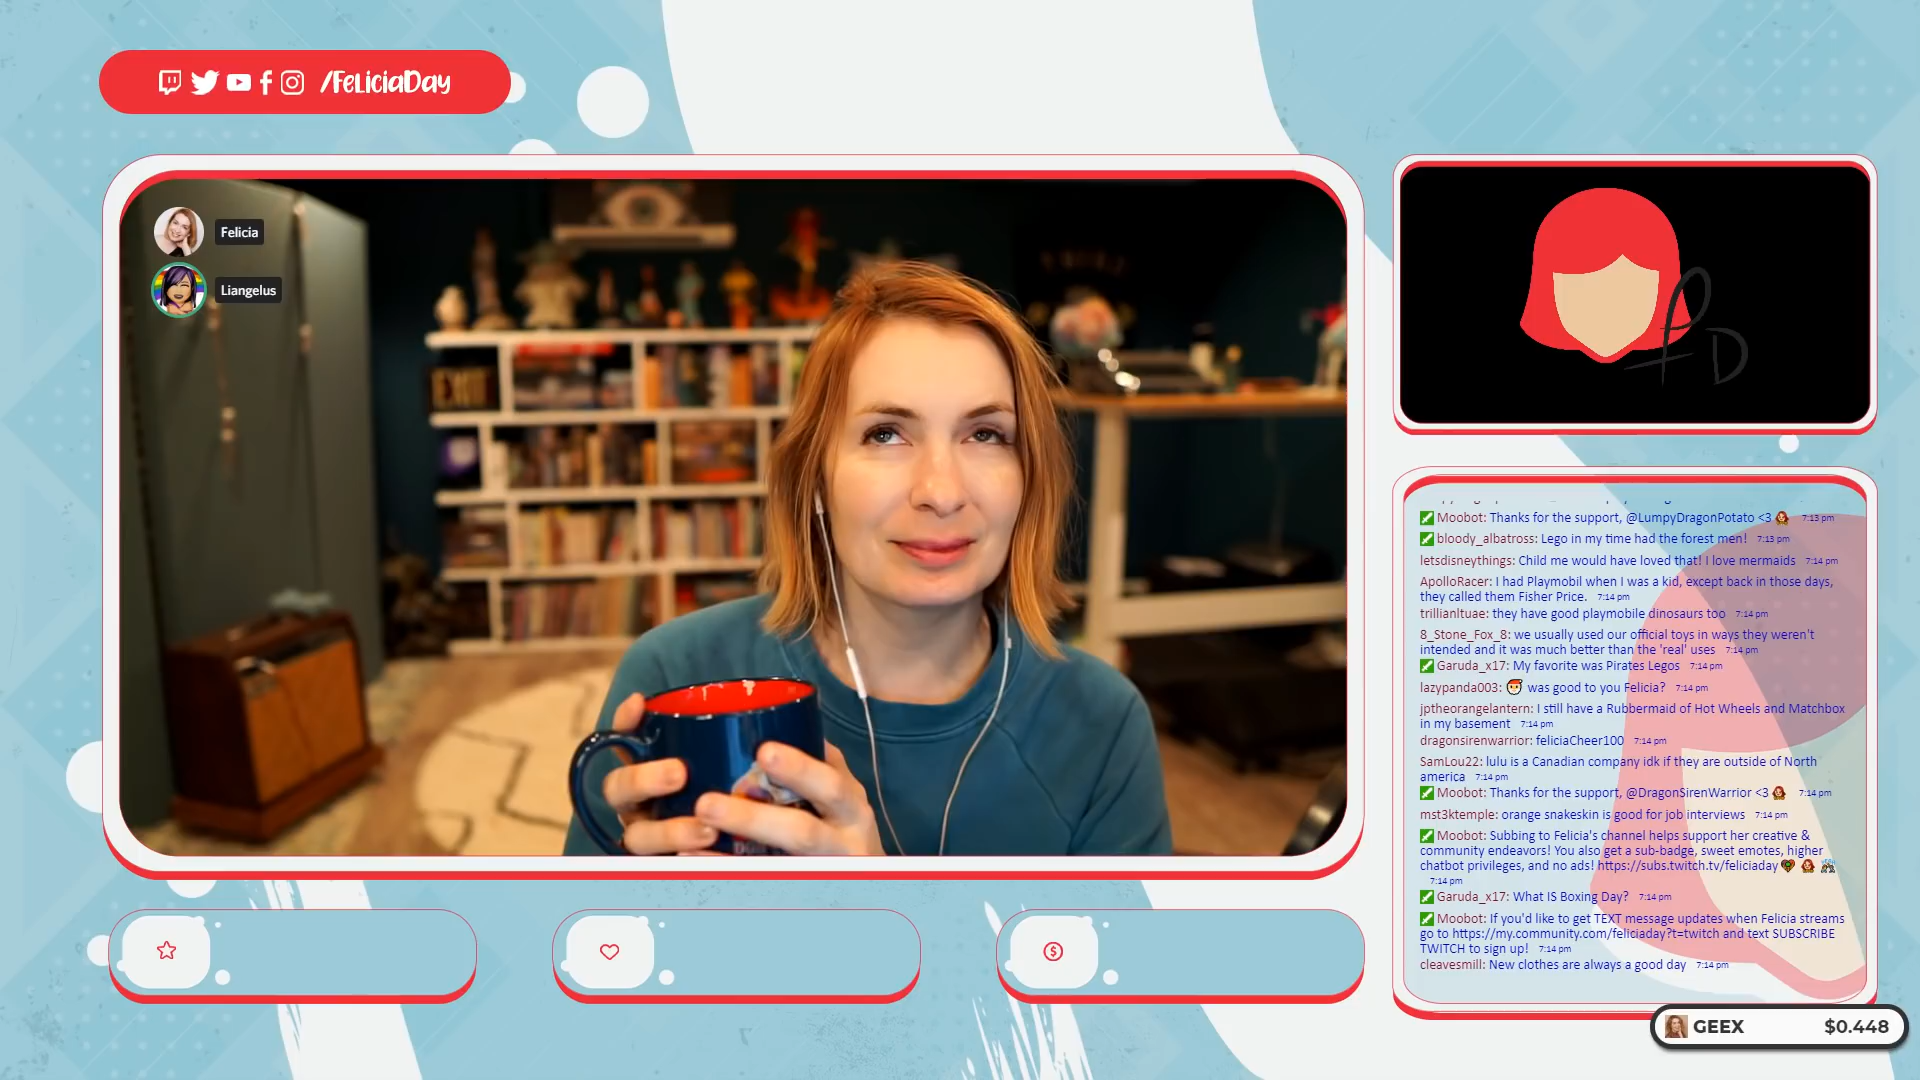 /FeliciaDay
Felicia
Liangelus
EXIT
FD
Moobot: Thanks for the support, @LumpyDragonPotato <3 7:13 pm
bloody_albatross: Lego in my time had the forest men! 7:13 pm
letsdisneythings: Child me would have loved that! I love mermaids 7:14 pm
ApolloRacer: I had Playmobil when I was a kid, except back in those days,
they called them Fisher Price. 7:14 pm
trillianltuae: they have good playmobile dinosaurs too 7:14 pm
8_Stone_Fox_8: we usually used our official toys in ways they weren't
intended and it was much better than the 'real' uses 7:14 pm
Garuda_x17: My favorite was Pirates Legos 7:14 pm
lazypanda003: was good to you Felicia? 7:14 pm
jptheorangelantern: I still have a Rubbermaid of Hot Wheels and Matchbox
in my basement 7:14 pm
dragonsirenwarrior: feliciaCheer100 7:14 pm
SamLou22: lulu is a Canadian company idk if they are outside of North
america 7:14 pm
Moobot: Thanks for the support, @DragonSirenWarrior <3 7:14 pm
mst3ktemple: orange snakeskin is good for job interviews 7:14 pm
Moobot: Subbing to Felicia's channel helps support her creative &
community endeavors! You also get a sub-badge, sweet emotes, higher
chatbot privileges, and no ads! https://subs.twitch.tv/feliciaday
7:14 pm
Garuda_x17: What IS Boxing Day? 7:14 pm
Moobot: If you'd like to get TEXT message updates when Felicia streams
go to https://my.community.com/feliciaday?t=twitch and text SUBSCRIBE
TWITCH to sign up! 7:14 pm
cleavesmill: New clothes are always a good day 7:14 pm
GEEX $0.448